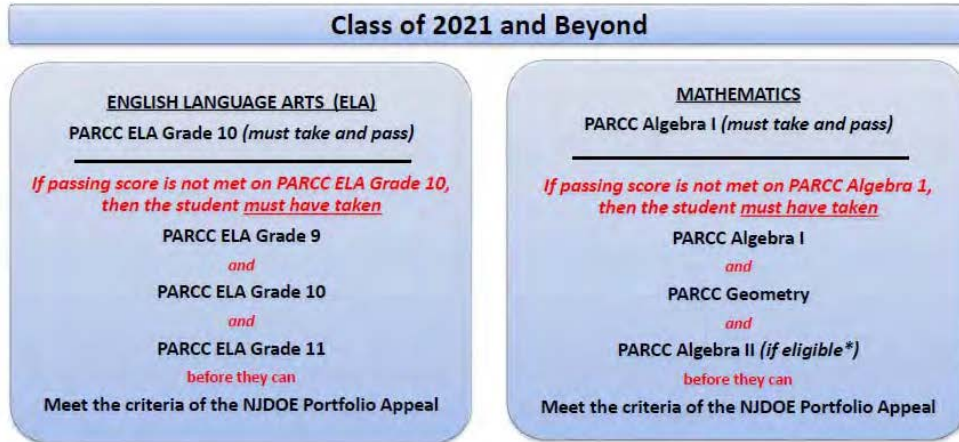 Class of 2021 and Beyond
ENGLISH LANGUAGE ARTS (ELA)
PARCC ELA Grade 10 (must take and pass)
If passing score is not met on PARCC ELA Grade 10,
then the student must have taken
PARCC ELA Grade 9
and
PARCC ELA Grade 10
and
PARCC ELA Grade 11
before they can
Meet the criteria of the NJDOE Portfolio Appeal
MATHEMATICS
PARCC Algebra I (must take and pass)
If passing score is not met on PARCC Algebra 1,
then the student must have taken
PARCC Algebra I
and
PARCC Geometry
and
PARCC Algebra II (if eligible*)
before they can
Meet the criteria of the NJDOE Portfolio Appeal